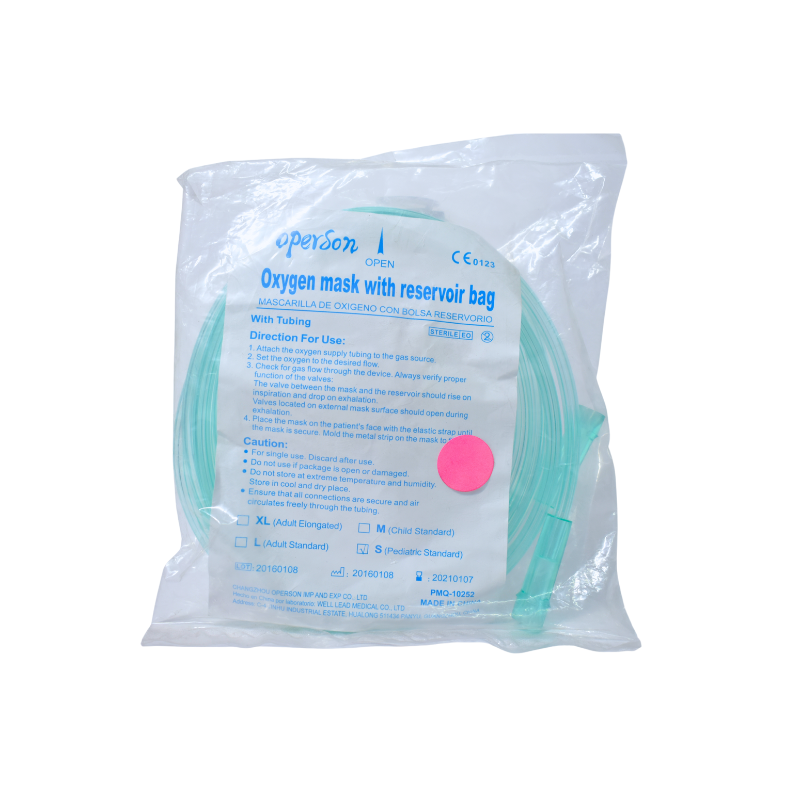 operson
OPEN
CE 0123
Oxygen mask with reservoir bag
MASCARILLA DE OXIGENO CON BOLSA RESERVORIO
With Tubing
STERILE EO
2
Direction For Use:
1. Attach the oxygen supply tubing to the gas source.
2. Set the oxygen to the desired flow.
3. Check for gas flow through the device. Always verify proper
function of the valves:
The valve between the mask and the reservoir should rise on
inspiration and drop on exhalation.
Valves located on external mask surface should open during
exhalation.
4. Place the mask on the patient's face with the elastic strap until
the mask is secure. Mold the metal strip on the mask to
Caution:
● For single use. Discard after use.
● Do not use if package is open or damaged.
● Do not store at extreme temperature and humidity.
Store in cool and dry place.
● Ensure that all connections are secure and air
circulates freely through the tubing.
XL (Adult Elongated)
M (Child Standard)
L (Adult Standard)
S (Pediatric Standard)
LOT: 20160108
: 20160108
: 20210107
PMQ-10252
MADE IN
OPERSON IMP AND EXP CO., LTD
por laboratorio: WELL LEAD MEDICAL CO., LTD
INDUSTRIAL ESTATE, HUALONG